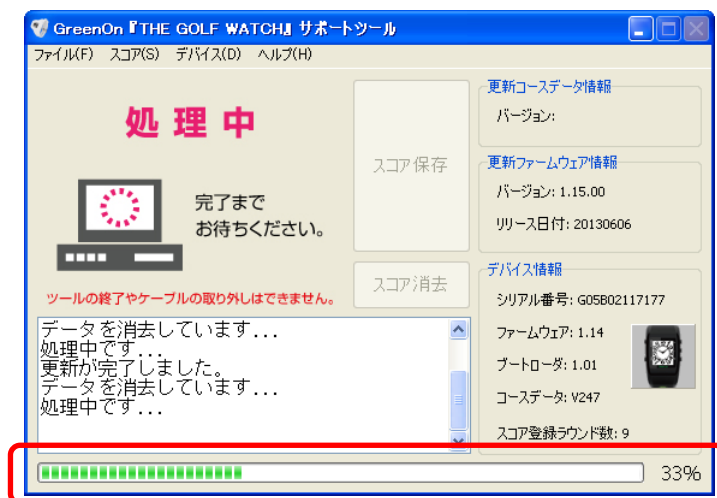 GreenOn『THE GOLF WATCH』サポートツール
ファイル(F) スコア(S) デバイス(D) ヘルプ(H)
処理中
完了まで
お待ちください。
ツールの終了やケーブルの取り外しはできません。
スコア保存
スコア消去
更新コースデータ情報
バージョン:
更新ファームウェア情報
バージョン: 1.15.00
リリース日付: 20130606
デバイス情報
シリアル番号: G05B02117177
ファームウェア: 1.14
ブートローダ: 1.01
コースデータ: V247
スコア登録ラウンド数: 9
データを消去しています...
処理中です...
更新が完了しました。
データを消去しています...
処理中です...
33%